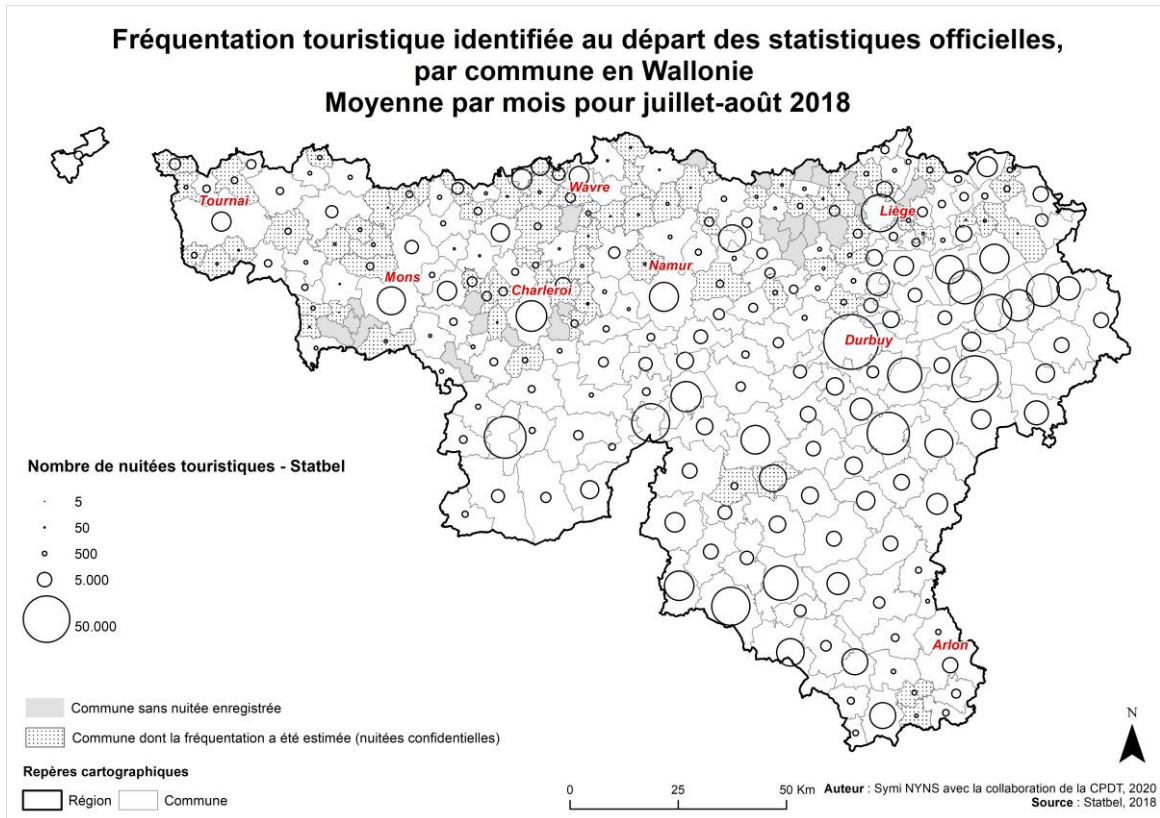 Fréquentation touristique identifiée au départ des statistiques officielles,
par commune en Wallonie
Moyenne par mois pour juillet-août 2018
Wavre
Tournai
Liège
Namur
Mons
Charleroi
Durbuy
Nombre de nuitées touristiques - Statbel
5
50
500
5.000
50.000
Arlon
Commune sans nuitée enregistrée
Commune dont la fréquentation a été estimée (nuitées confidentielles)
N
Repères cartographiques
Région
Commune
0 25 50 Km
Auteur : Symi NYNS avec la collaboration de la CPDT, 2020
Source : Statbel, 2018